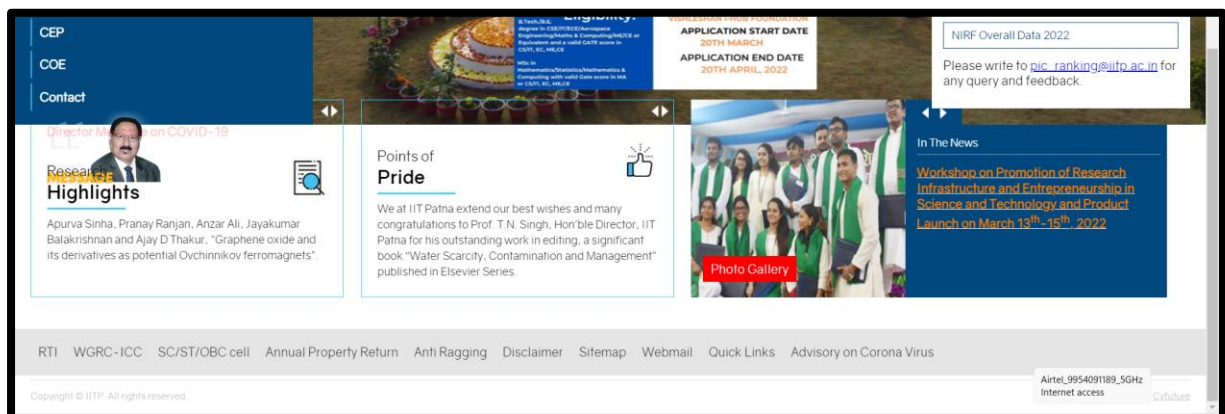 CEP
COE
Contact
Eligibility:
B.Tech./B.E.
degree in CSE/IT/ECE/Aerospace
Engineering/Maths & Computing/ME/CE or
Equivalent and a valid GATE score in
CS/IT, EC, ME,CE
MSc in
Mathematics/Statistics/Mathematics &
Computing with valid Gate score in MA
or CS/IT, EC, ME,CE
VISHLESHAN I-HUB FOUNDATION
APPLICATION START DATE
20TH MARCH
APPLICATION END DATE
20TH APRIL, 2022
NIRF Overall Data 2022
Please write to pic_ranking@iitp.ac.in for
any query and feedback.
Director Message on COVID-19
MESSAGE
Research
Highlights
Apurva Sinha, Pranay Ranjan, Anzar Ali, Jayakumar
Balakrishnan and Ajay D Thakur, "Graphene oxide and
its derivatives as potential Ovchinnikov ferromagnets".
Points of
Pride
We at IIT Patna extend our best wishes and many
congratulations to Prof. T.N. Singh, Hon'ble Director, IIT
Patna for his outstanding work in editing, a significant
book "Water Scarcity, Contamination and Management"
published in Elsevier Series.
Photo Gallery
In The News
Workshop on Promotion of Research
Infrastructure and Entrepreneurship in
Science and Technology and Product
Launch on March 13th-15th, 2022
RTI WGRC-ICC SC/ST/OBC cell Annual Property Return Anti Ragging Disclaimer Sitemap Webmail Quick Links Advisory on Corona Virus
Copyright © IITP. All rights reserved.
Airtel_9954091189_5GHz
Internet access
Cyfuture